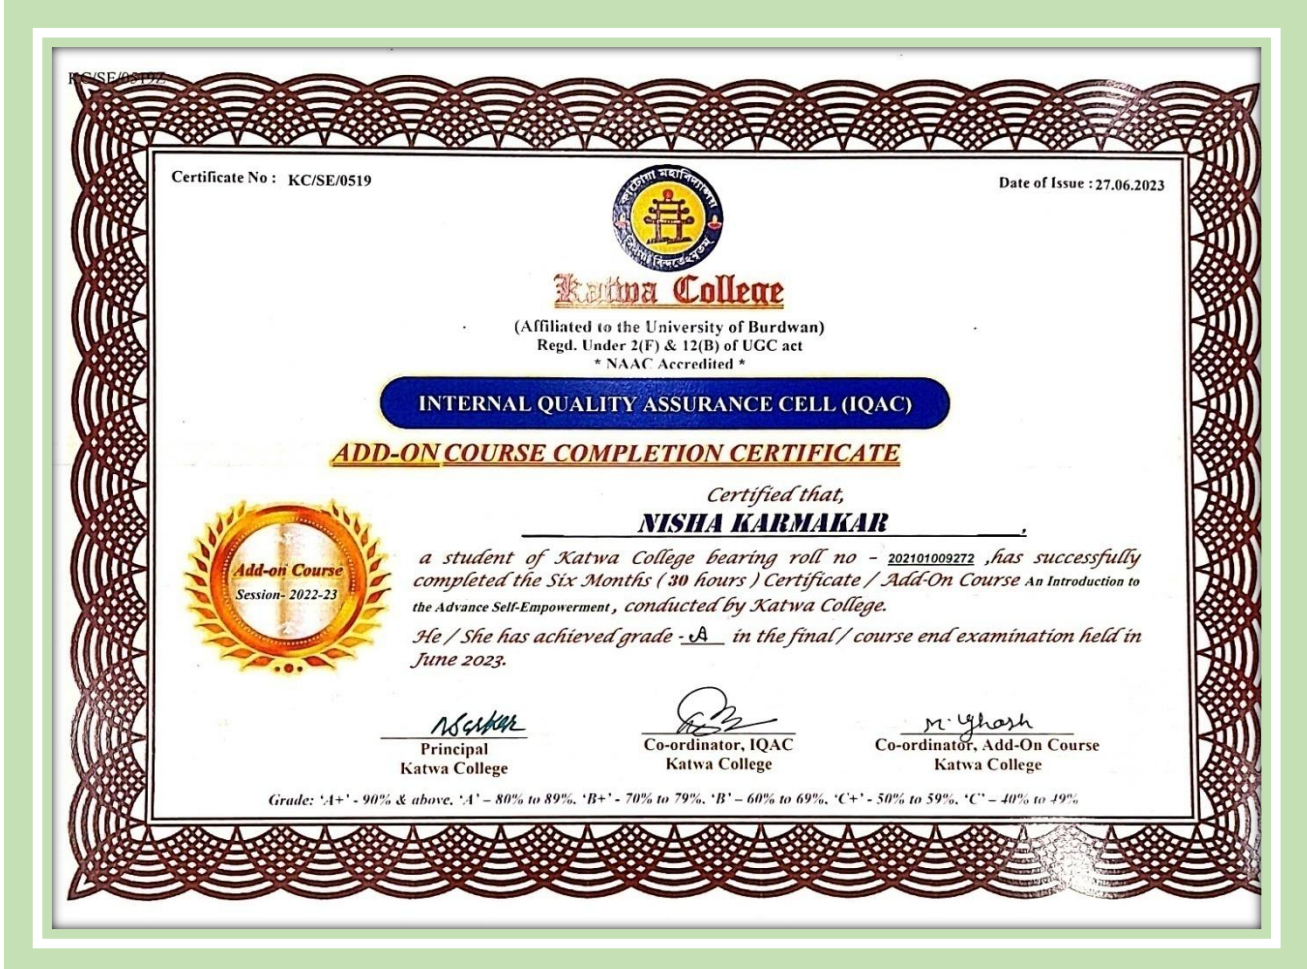 KC/SE/0519Z
Certificate No : KC/SE/0519
Date of Issue : 27.06.2023
কাটোয়া মহাবিদ্যালয়
Katwa College
(Affiliated to the University of Burdwan)
Regd. Under 2(F) & 12(B) of UGC act
* NAAC Accredited *
INTERNAL QUALITY ASSURANCE CELL (IQAC)
ADD-ON COURSE COMPLETION CERTIFICATE
Certified that,
NISHA KARMAKAR ,
a student of Katwa College bearing roll no - 202101009272 ,has successfully
completed the Six Months ( 30 hours ) Certificate / Add-On Course An Introduction to
the Advance Self-Empowerment , conducted by Katwa College.
He / She has achieved grade - A in the final / course end examination held in
June 2023.
Add-on Course
Session- 2022-23
NSarkar
M. Ghosh
Principal
Co-ordinator, IQAC
Co-ordinator, Add-On Course
Katwa College
Katwa College
Katwa College
Grade: 'A+' - 90% & above, 'A' – 80% to 89%, 'B+' - 70% to 79%, 'B' – 60% to 69%, 'C+' - 50% to 59%, 'C' – 40% to 49%